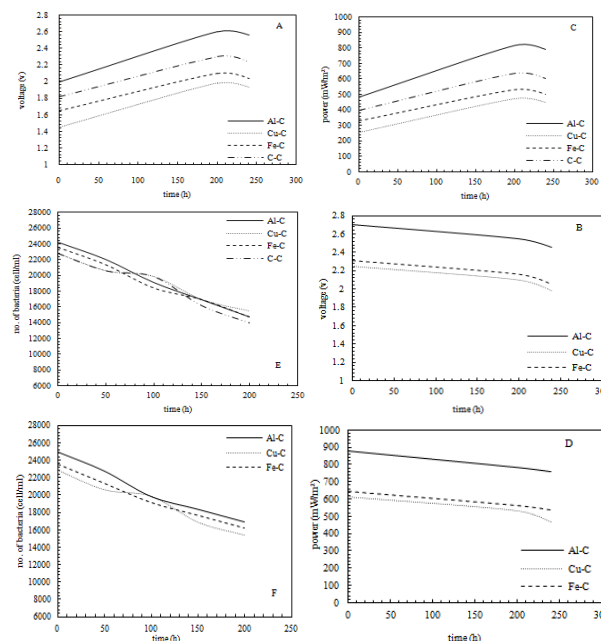 A
voltage (v)
2.8
2.6
2.4
2.2
2
1.8
1.6
1.4
1.2
1
0 50 100 150 200 250 300
time (h)
Al-C
Cu-C
Fe-C
C-C
C
power (mW/m²)
1000
900
800
700
600
500
400
300
200
100
0
0 50 100 150 200 250 300
time (h)
Al-C
Cu-C
Fe-C
C-C
E
no. of bactaria (cell/ml)
28000
26000
24000
22000
20000
18000
16000
14000
12000
10000
8000
6000
0 50 100 150 200 250
time (h)
Al-C
Cu-C
Fe-C
C-C
B
voltage (v)
2.8
2.6
2.4
2.2
2
1.8
1.6
1.4
1.2
1
0 50 100 150 200 250 300
time (h)
Al-C
Cu-C
Fe-C
F
no. of bacteria (cell/ml)
28000
26000
24000
22000
20000
18000
16000
14000
12000
10000
8000
6000
0 50 100 150 200 250
time (h)
Al-C
Cu-C
Fe-C
D
power (mW/m²)
1000
900
800
700
600
500
400
300
200
100
0
0 50 100 150 200 250 300
time (h)
Al-C
Cu-C
Fe-C